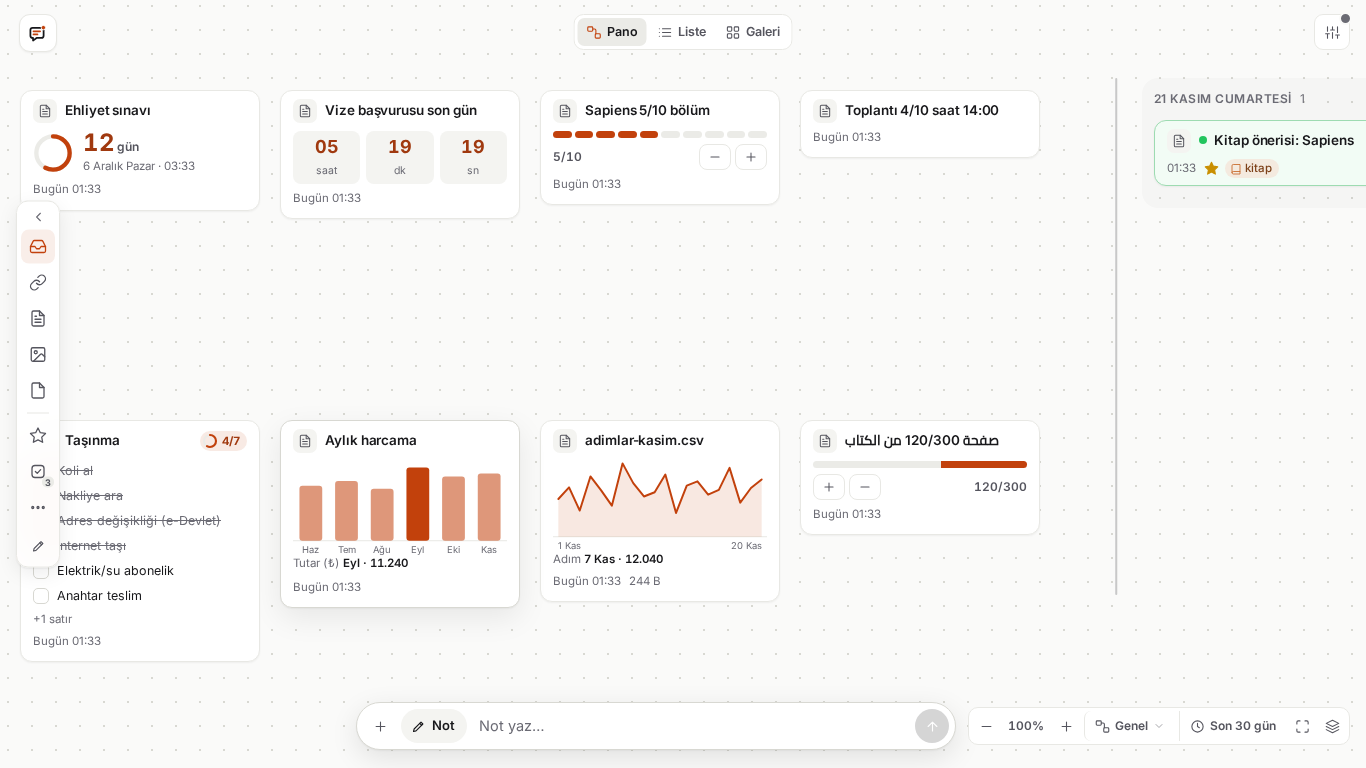 Pano
Liste
Galeri
Ehliyet sınavı
12 gün
6 Aralık Pazar · 03:33
Bugün 01:33
Vize başvurusu son gün
05 19 19
saat dk sn
Bugün 01:33
Sapiens 5/10 bölüm
5/10
Bugün 01:33
Toplantı 4/10 saat 14:00
Bugün 01:33
21 KASIM CUMARTESİ 1
Kitap önerisi: Sapiens
01:33 kitap
3
Taşınma 4/7
Koli al
Nakliye ara
Adres değişikliği (e-Devlet)
nternet taşı
Elektrik/su abonelik
Anahtar teslim
+1 satır
Bugün 01:33
Aylık harcama
Haz Tem Ağu Eyl Eki Kas
Tutar (₺) Eyl · 11.240
Bugün 01:33
adimlar-kasim.csv
1 Kas 20 Kas
Adım 7 Kas · 12.040
Bugün 01:33 244 B
صفحة 120/300 من الكتاب
120/300
Bugün 01:33
Not
Not yaz...
100%
Genel
Son 30 gün